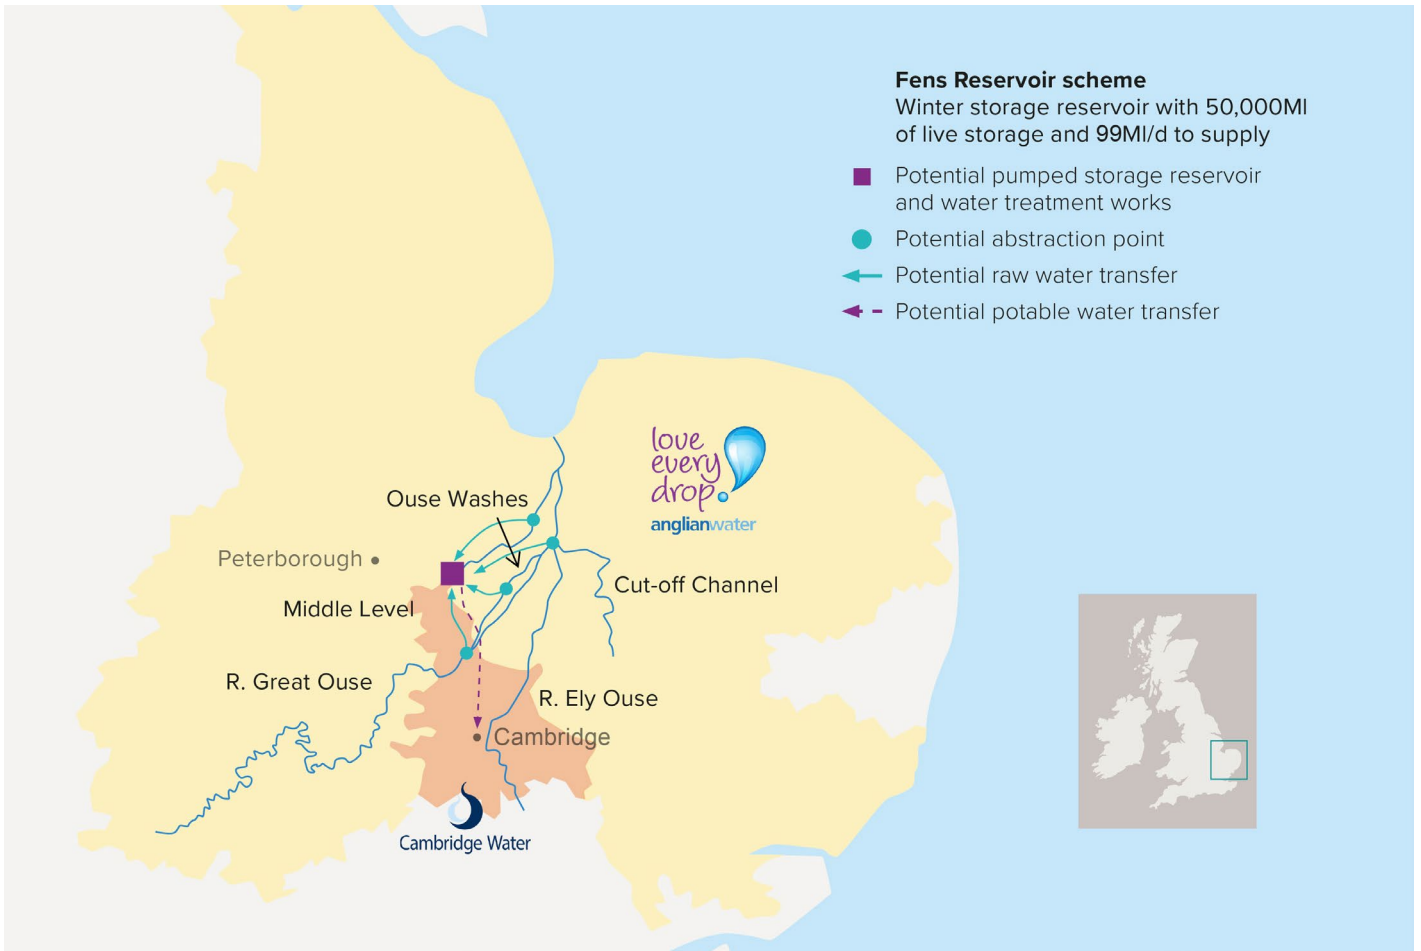 Fens Reservoir scheme
Winter storage reservoir with 50,000Ml
of live storage and 99Ml/d to supply
Potential pumped storage reservoir
and water treatment works
Potential abstraction point
Potential raw water transfer
Potential potable water transfer
love
every
drop.
anglianwater
Ouse Washes
Peterborough
Cut-off Channel
Middle Level
R. Great Ouse
R. Ely Ouse
Cambridge
Cambridge Water